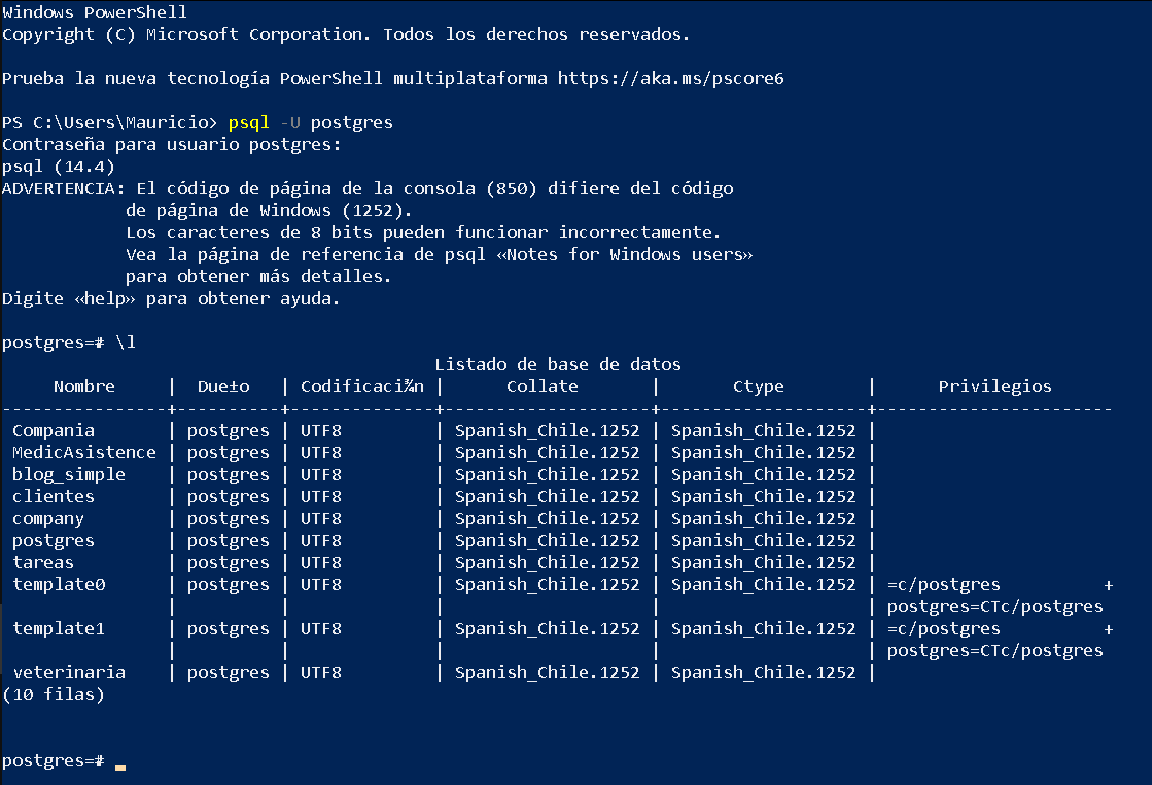 Windows PowerShell
Copyright (C) Microsoft Corporation. Todos los derechos reservados.
Prueba la nueva tecnología PowerShell multiplataforma https://aka.ms/pscore6
PS C:\Users\Mauricio> psql -U postgres
Contraseña para usuario postgres:
psql (14.4)
ADVERTENCIA: El código de página de la consola (850) difiere del código
            de página de Windows (1252).
            Los caracteres de 8 bits pueden funcionar incorrectamente.
            Vea la página de referencia de psql «Notes for Windows users»
            para obtener más detalles.
Digite «help» para obtener ayuda.
postgres=# \l
                                          Listado de base de datos
     Nombre     |  Due±o   | Codificaci¾n |      Collate       |       Ctype        |      Privilegios
----------------+----------+--------------+--------------------+--------------------+-----------------------
 Compania       | postgres | UTF8         | Spanish_Chile.1252 | Spanish_Chile.1252 |
 MedicAsistence | postgres | UTF8         | Spanish_Chile.1252 | Spanish_Chile.1252 |
 blog_simple    | postgres | UTF8         | Spanish_Chile.1252 | Spanish_Chile.1252 |
 clientes       | postgres | UTF8         | Spanish_Chile.1252 | Spanish_Chile.1252 |
 company        | postgres | UTF8         | Spanish_Chile.1252 | Spanish_Chile.1252 |
 postgres       | postgres | UTF8         | Spanish_Chile.1252 | Spanish_Chile.1252 |
 tareas         | postgres | UTF8         | Spanish_Chile.1252 | Spanish_Chile.1252 |
 template0      | postgres | UTF8         | Spanish_Chile.1252 | Spanish_Chile.1252 | =c/postgres          +
                |          |              |                    |                    | postgres=CTc/postgres
 template1      | postgres | UTF8         | Spanish_Chile.1252 | Spanish_Chile.1252 | =c/postgres          +
                |          |              |                    |                    | postgres=CTc/postgres
 veterinaria    | postgres | UTF8         | Spanish_Chile.1252 | Spanish_Chile.1252 |
(10 filas)
postgres=#